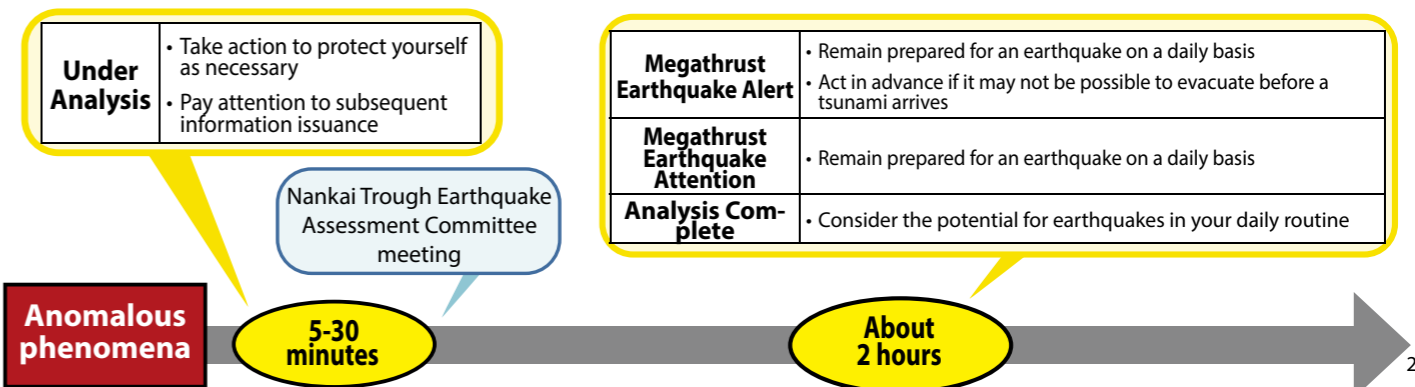 Under
Analysis
• Take action to protect yourself
as necessary
• Pay attention to subsequent
information issuance
Megathrust
Earthquake Alert
• Remain prepared for an earthquake on a daily basis
• Act in advance if it may not be possible to evacuate before a
tsunami arrives
Megathrust
Earthquake
Attention
• Remain prepared for an earthquake on a daily basis
Analysis Com-
plete
• Consider the potential for earthquakes in your daily routine
Nankai Trough Earthquake
Assessment Committee
meeting
Anomalous
phenomena
5-30
minutes
About
2 hours
2